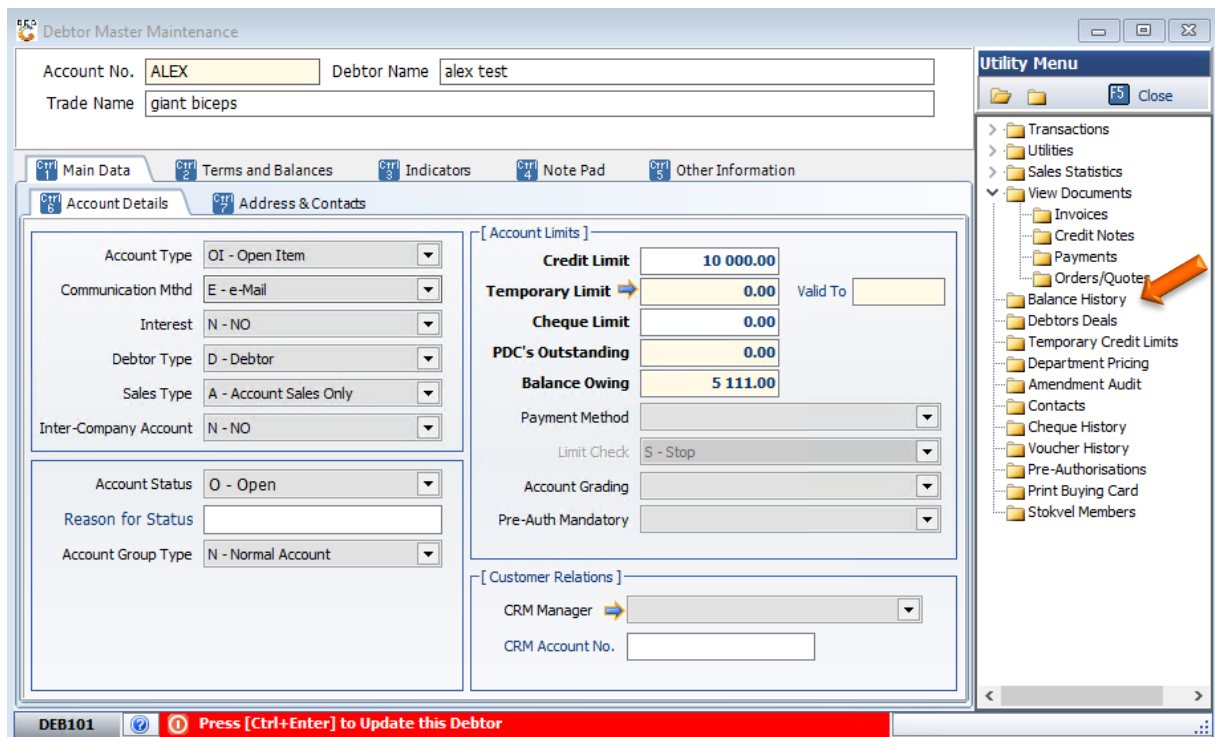 Debtor Master Maintenance
Account No. ALEX Debtor Name alex test
Trade Name giant biceps
Ctrl 1 Main Data Ctrl 2 Terms and Balances Ctrl 3 Indicators Ctrl 4 Note Pad Ctrl 5 Other Information
Ctrl 6 Account Details Ctrl 7 Address & Contacts
Account Type OI - Open Item
Communication Mthd E - e-Mail
Interest N - NO
Debtor Type D - Debtor
Sales Type A - Account Sales Only
Inter-Company Account N - NO
Account Status O - Open
Reason for Status
Account Group Type N - Normal Account
[ Account Limits ]
Credit Limit 10 000.00
Temporary Limit 0.00 Valid To
Cheque Limit 0.00
PDC's Outstanding 0.00
Balance Owing 5 111.00
Payment Method
Limit Check S - Stop
Account Grading
Pre-Auth Mandatory
[ Customer Relations ]
CRM Manager
CRM Account No.
Utility Menu
F5 Close
Transactions
Utilities
Sales Statistics
View Documents
Invoices
Credit Notes
Payments
Orders/Quotes
Balance History
Debtors Deals
Temporary Credit Limits
Department Pricing
Amendment Audit
Contacts
Cheque History
Voucher History
Pre-Authorisations
Print Buying Card
Stokvel Members
DEB101 Press [Ctrl+Enter] to Update this Debtor